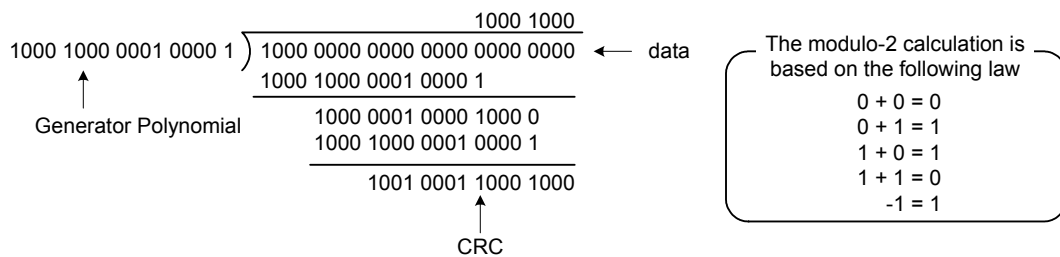 1000 1000
1000 1000 0001 0000 1
1000 0000 0000 0000 0000 0000
data
1000 1000 0001 0000 1
1000 0001 0000 1000 0
Generator Polynomial
1000 1000 0001 0000 1
1001 0001 1000 1000
CRC
The modulo-2 calculation is
based on the following law
0 + 0 = 0
0 + 1 = 1
1 + 0 = 1
1 + 1 = 0
-1 = 1